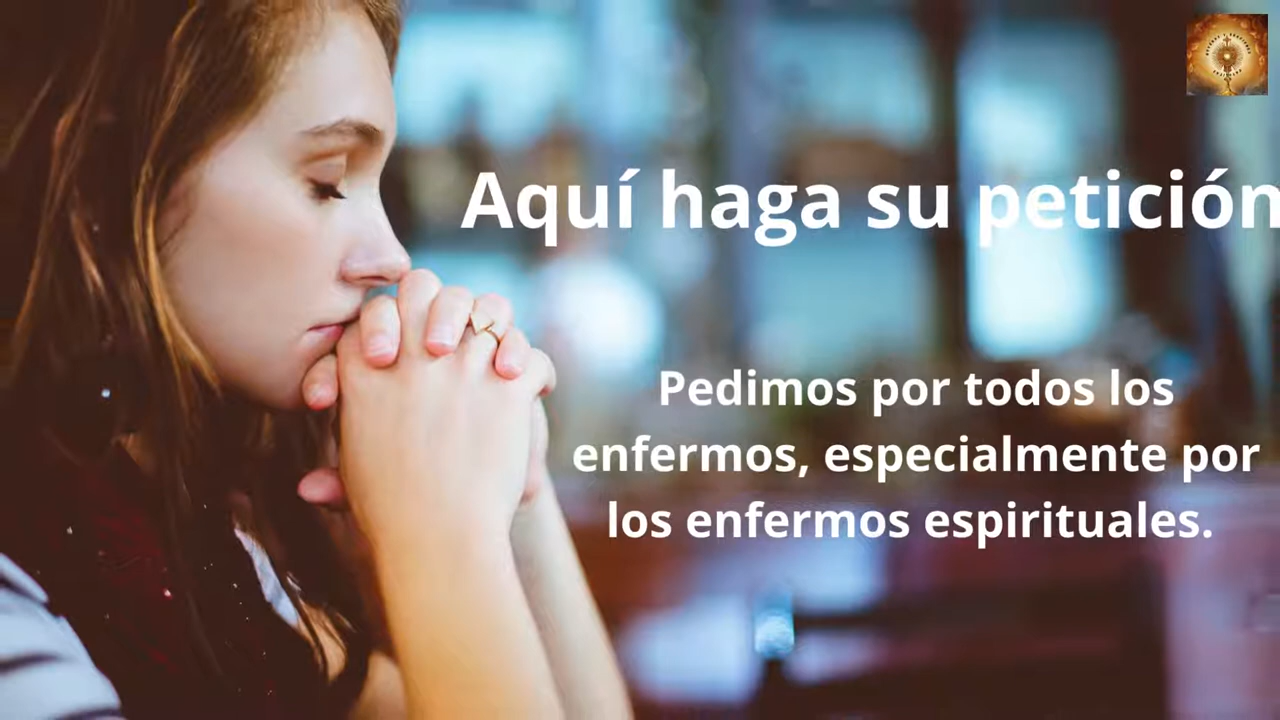 Aquí haga su petición
Pedimos por todos los
enfermos, especialmente por
los enfermos espirituales.